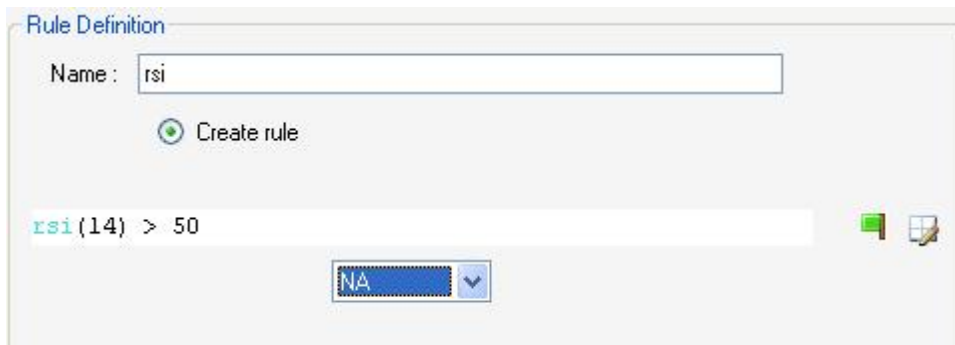 Rule Definition
Name : rsi
Create rule
rsi(14) > 50
NA